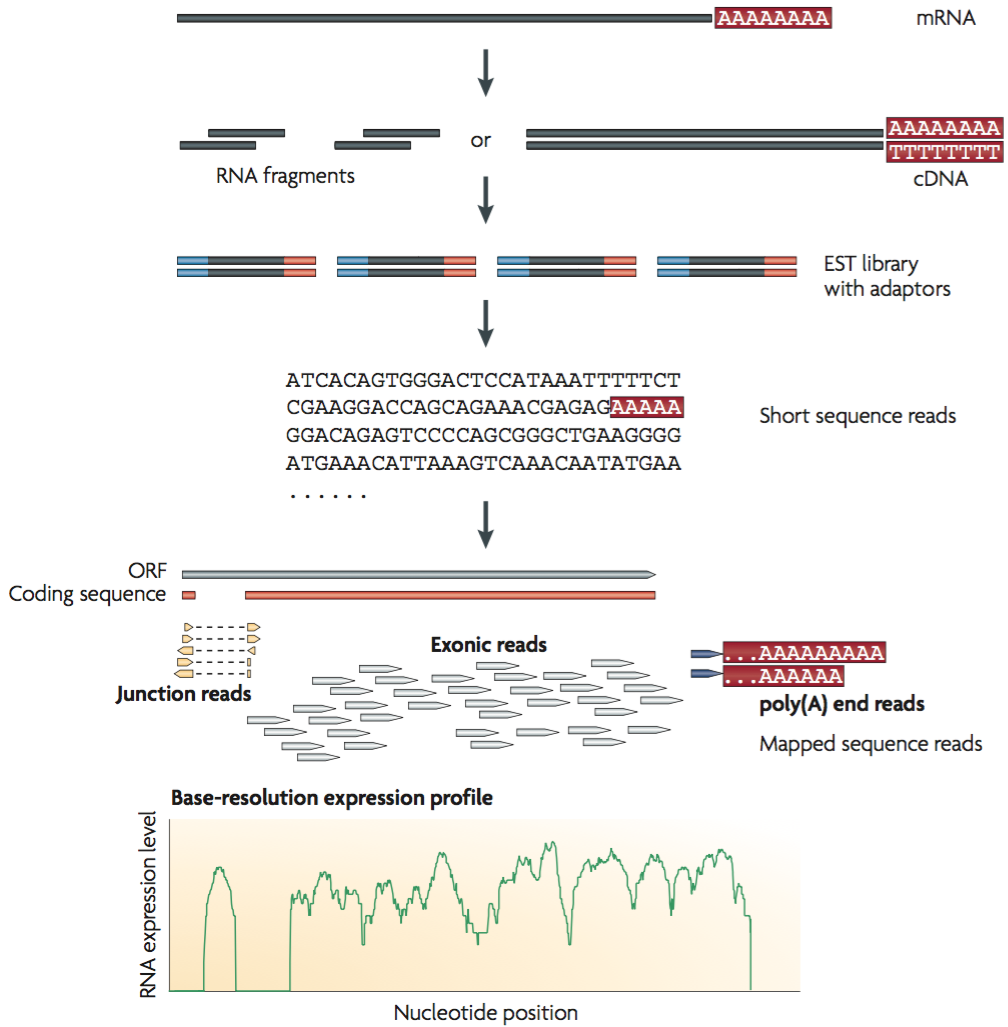 AAAAAAAA mRNA
or
AAAAAAAA
TTTTTTTT
RNA fragments
cDNA
EST library
with adaptors
ATCACAGTGGGACTCCATAAATTTTTCT
CGAAGGACCAGCAGAAACGAGAGAAAAA
GGACAGAGTCCCCAGCGGGCTGAAGGGG
ATGAAACATTAAAGTCAAACAATATGAA
. . . . . .
Short sequence reads
ORF
Coding sequence
Junction reads
Exonic reads
...AAAAAAAAA
...AAAAAA
poly(A) end reads
Mapped sequence reads
Base-resolution expression profile
RNA expression level
Nucleotide position